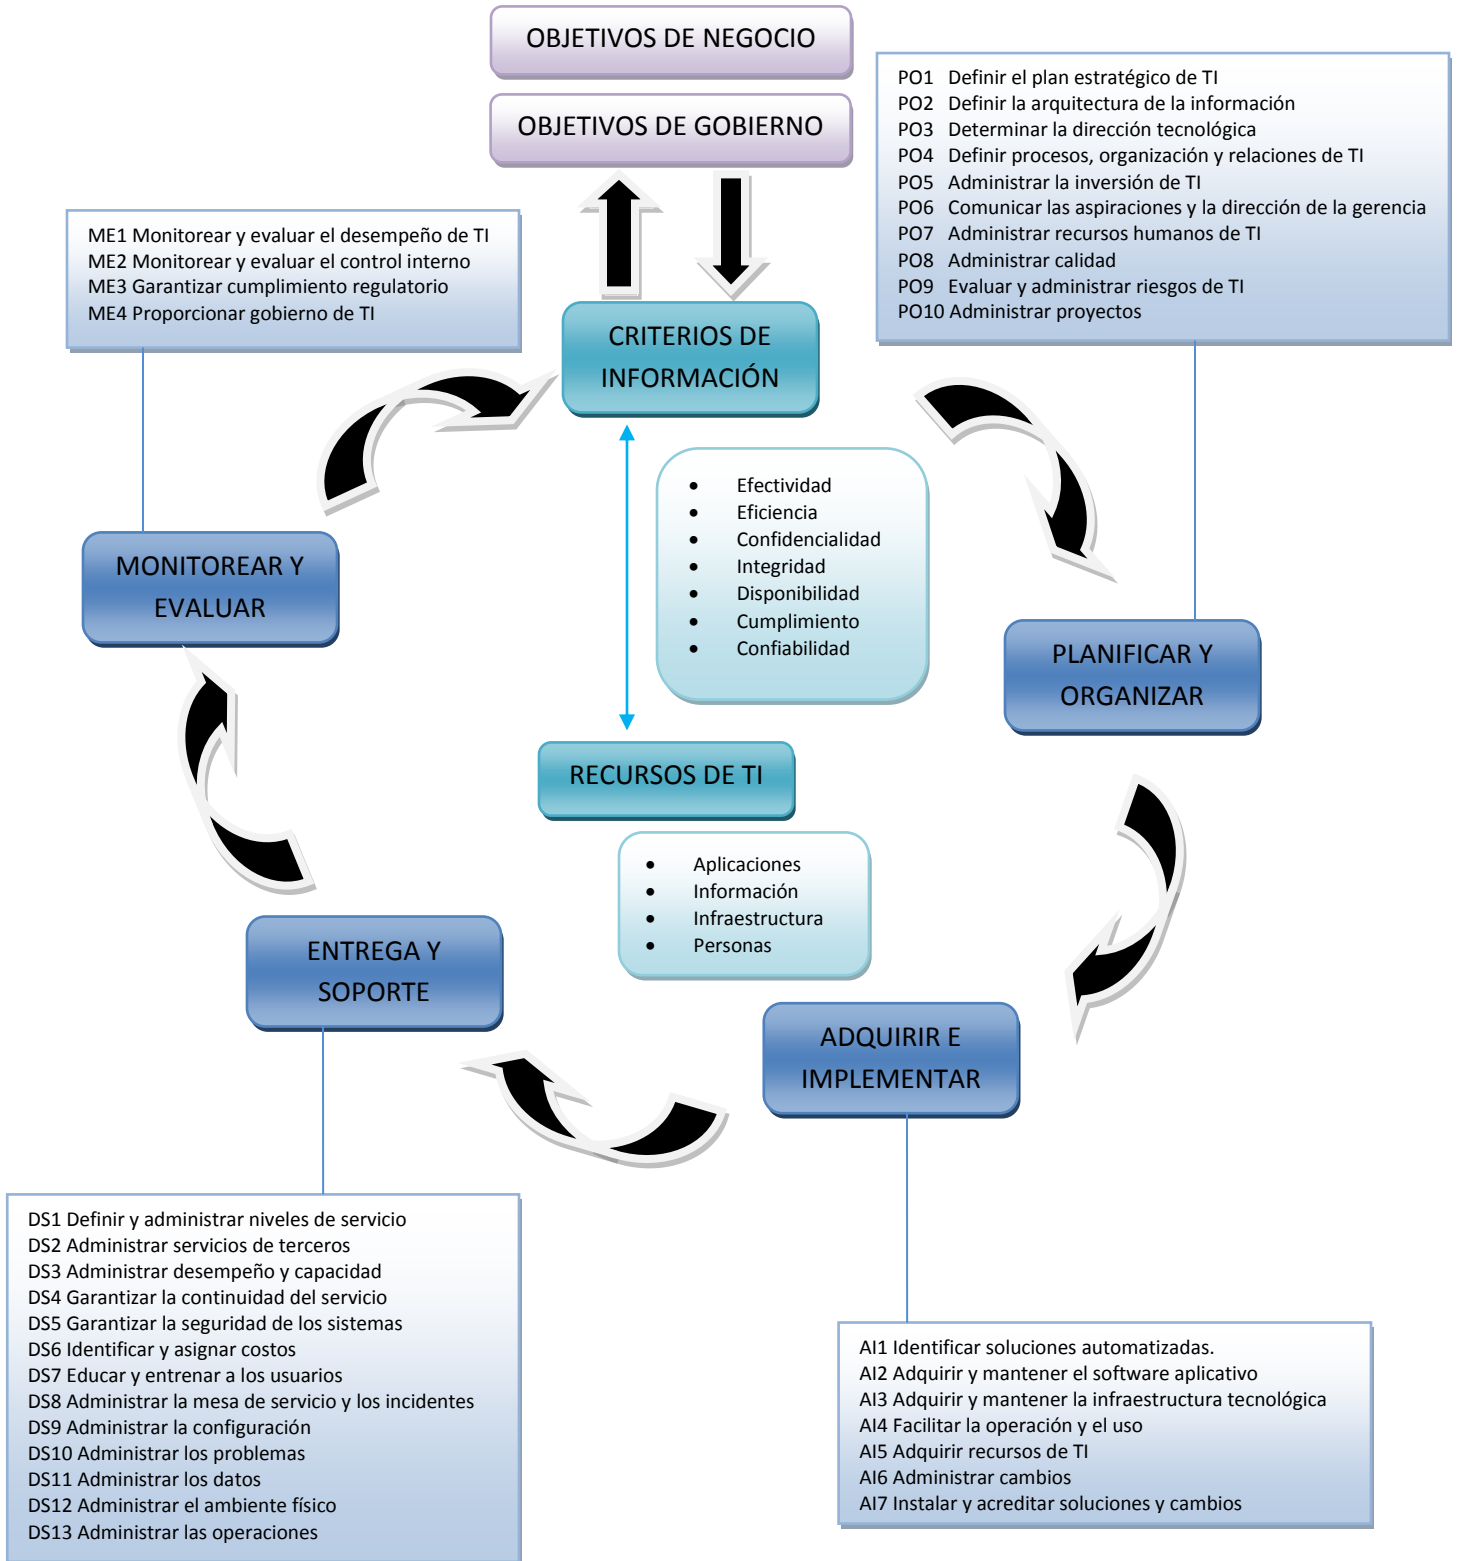 OBJETIVOS DE NEGOCIO
OBJETIVOS DE GOBIERNO
PO1 Definir el plan estratégico de TI
PO2 Definir la arquitectura de la información
PO3 Determinar la dirección tecnológica
PO4 Definir procesos, organización y relaciones de TI
PO5 Administrar la inversión de TI
PO6 Comunicar las aspiraciones y la dirección de la gerencia
PO7 Administrar recursos humanos de TI
PO8 Administrar calidad
PO9 Evaluar y administrar riesgos de TI
PO10 Administrar proyectos
ME1 Monitorear y evaluar el desempeño de TI
ME2 Monitorear y evaluar el control interno
ME3 Garantizar cumplimiento regulatorio
ME4 Proporcionar gobierno de TI
CRITERIOS DE
INFORMACIÓN
• Efectividad
• Eficiencia
• Confidencialidad
• Integridad
• Disponibilidad
• Cumplimiento
• Confiabilidad
MONITOREAR Y
EVALUAR
PLANIFICAR Y
ORGANIZAR
RECURSOS DE TI
• Aplicaciones
• Información
• Infraestructura
• Personas
ENTREGA Y
SOPORTE
ADQUIRIR E
IMPLEMENTAR
DS1 Definir y administrar niveles de servicio
DS2 Administrar servicios de terceros
DS3 Administrar desempeño y capacidad
DS4 Garantizar la continuidad del servicio
DS5 Garantizar la seguridad de los sistemas
DS6 Identificar y asignar costos
DS7 Educar y entrenar a los usuarios
DS8 Administrar la mesa de servicio y los incidentes
DS9 Administrar la configuración
DS10 Administrar los problemas
DS11 Administrar los datos
DS12 Administrar el ambiente físico
DS13 Administrar las operaciones
AI1 Identificar soluciones automatizadas.
AI2 Adquirir y mantener el software aplicativo
AI3 Adquirir y mantener la infraestructura tecnológica
AI4 Facilitar la operación y el uso
AI5 Adquirir recursos de TI
AI6 Administrar cambios
AI7 Instalar y acreditar soluciones y cambios